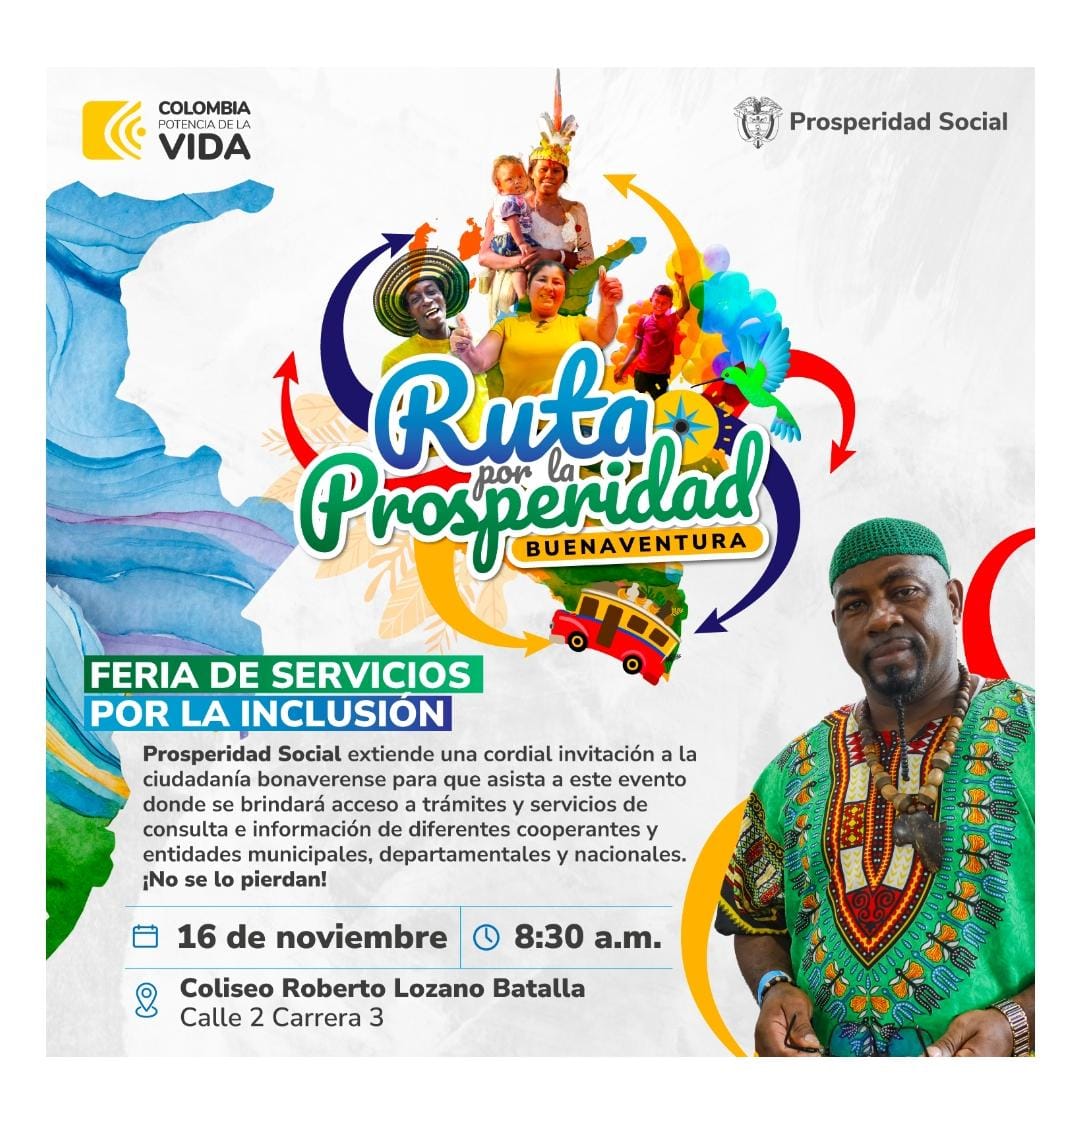 COLOMBIA
POTENCIA DE LA
VIDA
Prosperidad Social
Ruta
por la
Prosperidad
BUENAVENTURA
FERIA DE SERVICIOS
POR LA INCLUSIÓN
Prosperidad Social extiende una cordial invitación a la
ciudadanía bonaverense para que asista a este evento
donde se brindará acceso a trámites y servicios de
consulta e información de diferentes cooperantes y
entidades municipales, departamentales y nacionales.
¡No se lo pierdan!
16 de noviembre
8:30 a.m.
Coliseo Roberto Lozano Batalla
Calle 2 Carrera 3